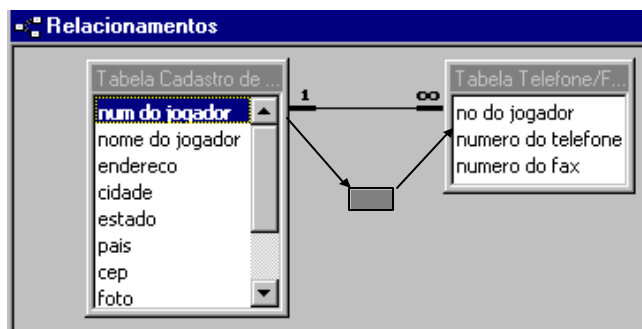 Relacionamentos
Tabela Cadastro de ...
num do jogador
nome do jogador
endereco
cidade
estado
pais
cep
foto
1
∞
Tabela Telefone/F...
no do jogador
numero do telefone
numero do fax